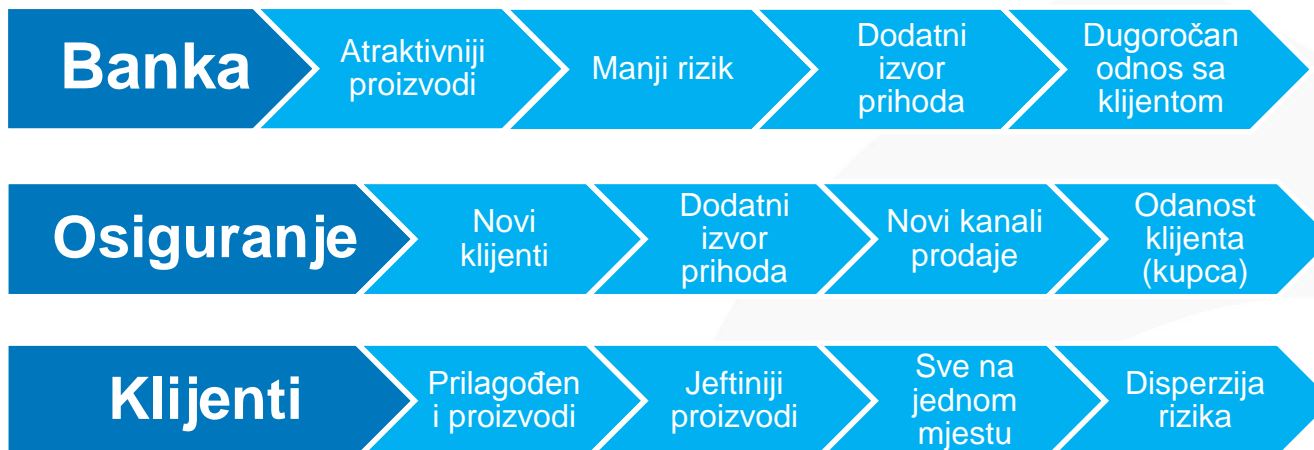 Banka
Atraktivniji
proizvodi
Manji rizik
Dodatni
izvor
prihoda
Dugoročan
odnos sa
klijentom
Osiguranje
Novi
klijenti
Dodatni
izvor
prihoda
Novi kanali
prodaje
Odanost
klijenta
(kupca)
Klijenti
Prilagođen
i proizvodi
Jeftiniji
proizvodi
Sve na
jednom
mjestu
Disperzija
rizika